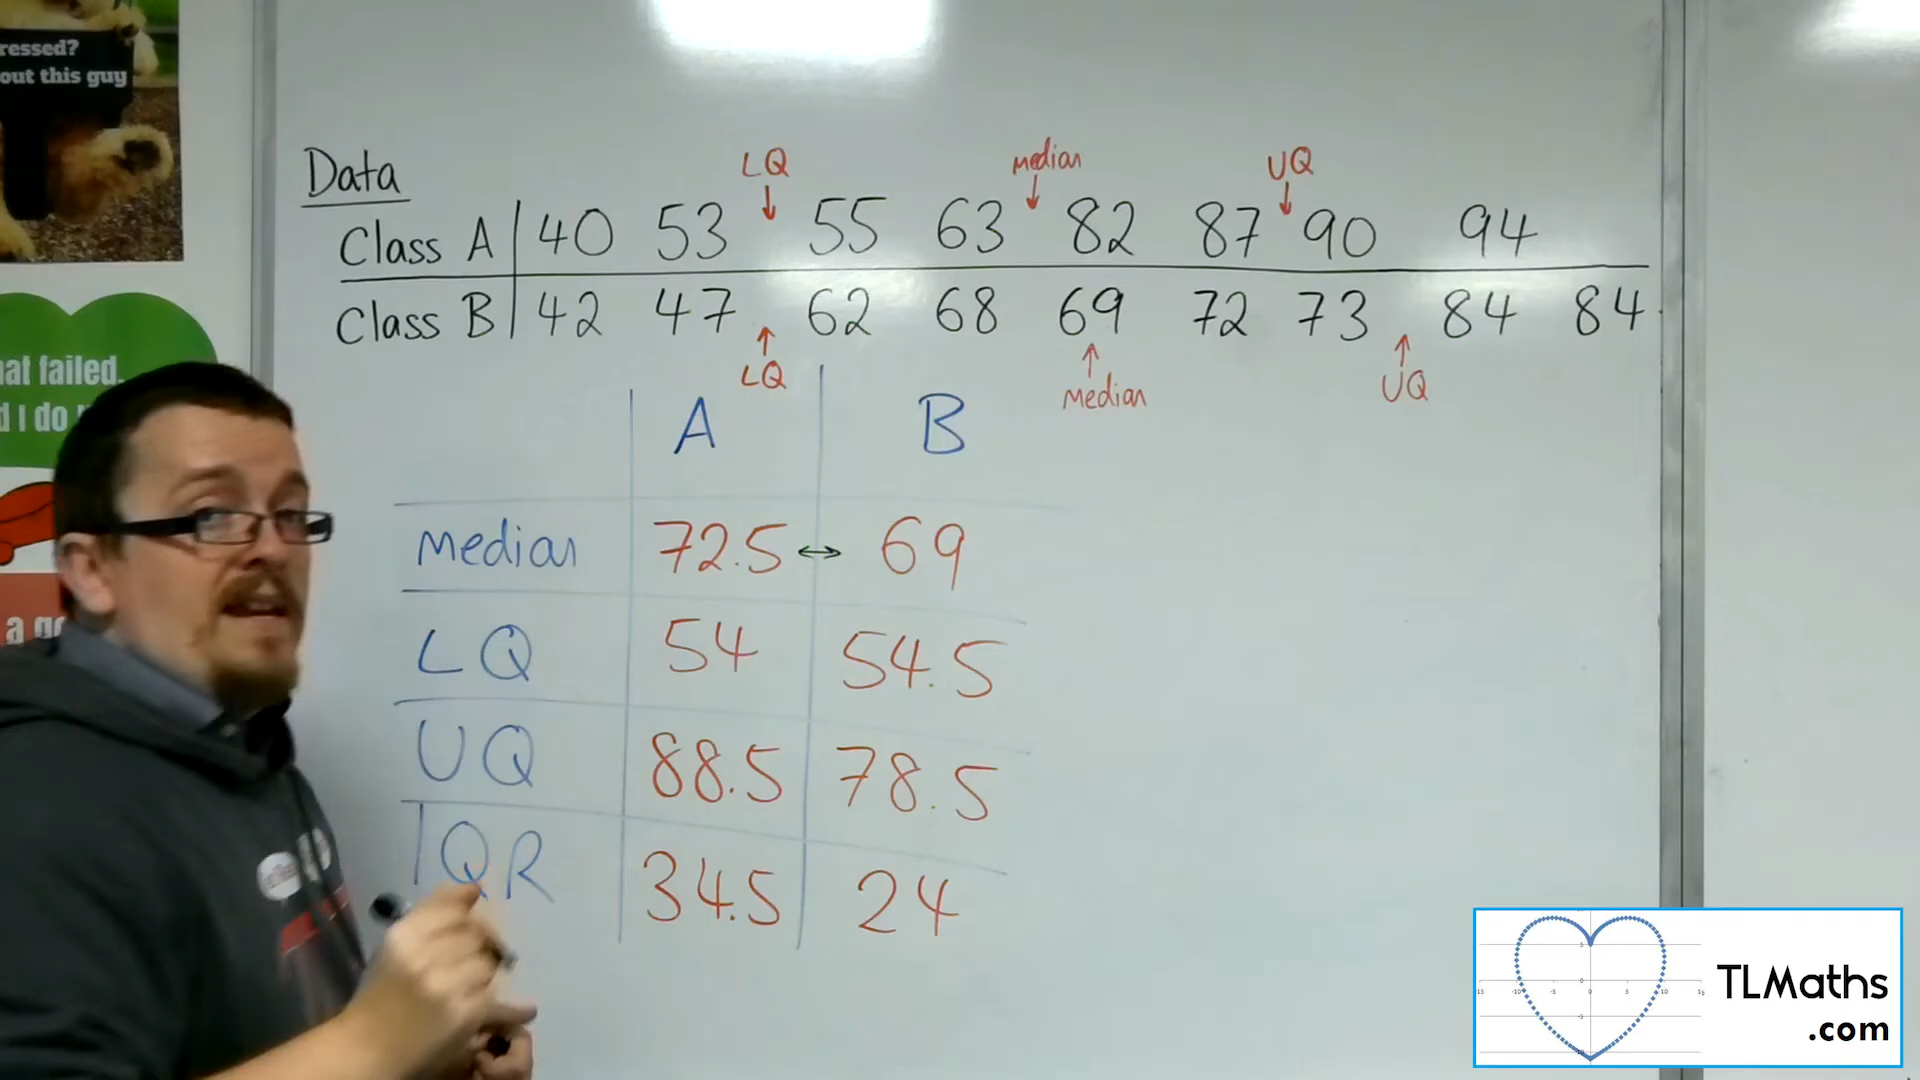 ressed?
out this guy
Data
LQ median UQ
Class A 40 53 55 63 82 87 90 94
Class B 42 47 62 68 69 72 73 84 84
LQ Median UQ
hat failed.
d I do
A B
Median 72.5 ↔ 69
LQ 54 54.5
a
UQ 88.5 78.5
IQR 34.5 24
TLMaths
.com